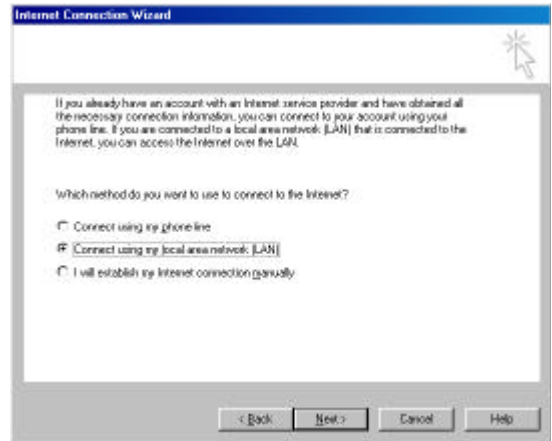 Internet Connection Wizard
If you already have an account with an Internet service provider and have obtained all
the necessary connection information, you can connect to your account using your
phone line. If you are connected to a local area network (LAN) that is connected to the
Internet, you can access the Internet over the LAN.
Which method do you want to use to connect to the Internet?
Connect using my phone line
Connect using my local area network (LAN)
I will establish my Internet connection manually
< Back Next > Cancel Help